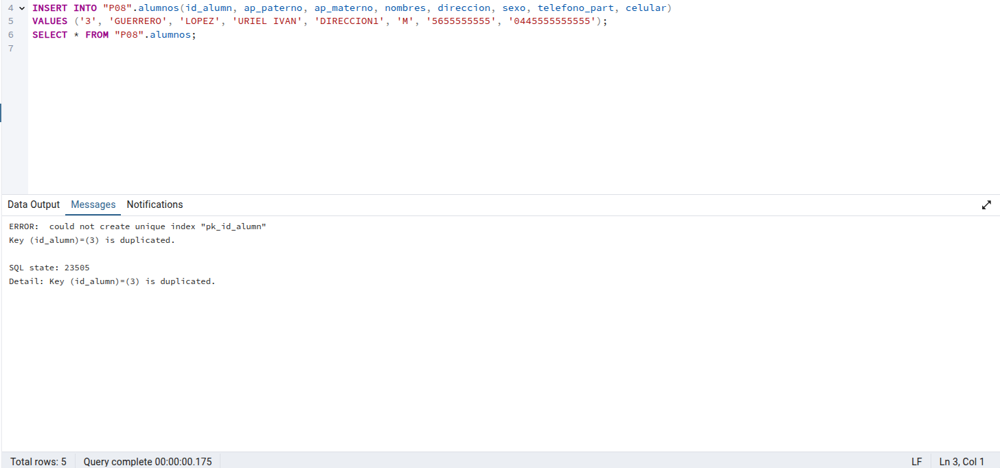 4 INSERT INTO "P08".alumnos(id_alumn, ap_paterno, ap_materno, nombres, direccion, sexo, telefono_part, celular)
5 VALUES ('3', 'GUERRERO', 'LOPEZ', 'URIEL IVAN', 'DIRECCION1', 'M', '5655555555', '0445555555555');
6 SELECT * FROM "P08".alumnos;
7
Data Output Messages Notifications
ERROR:  could not create unique index "pk_id_alumn"
Key (id_alumn)=(3) is duplicated.
SQL state: 23505
Detail: Key (id_alumn)=(3) is duplicated.
Total rows: 5 Query complete 00:00:00.175 LF Ln 3, Col 1